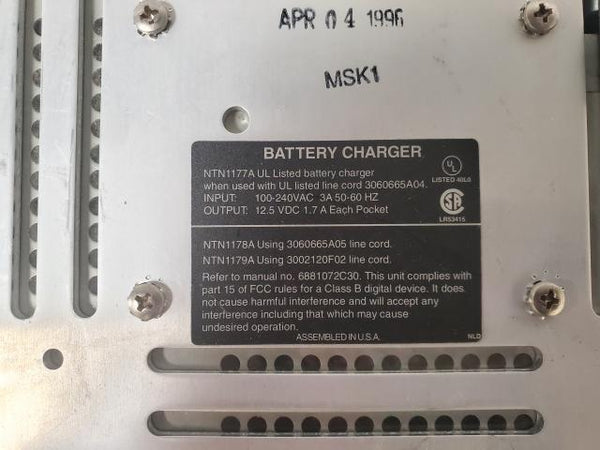 APR 04 1996
MSK1
BATTERY CHARGER
NTN1177A UL Listed battery charger
when used with UL listed line cord 3060665A04.
INPUT: 100-240VAC 3A 50-60 HZ
OUTPUT: 12.5 VDC 1.7 A Each Pocket
UL
LISTED 48L6
SA
LR53415
NTN1178A Using 3060665A05 line cord.
NTN1179A Using 3002120F02 line cord.
Refer to manual no. 6881072C30. This unit complies with
part 15 of FCC rules for a Class B digital device. It does
not cause harmful interference and will accept any
interference including that which may cause
undesired operation.
ASSEMBLED IN U.S.A.
NLD